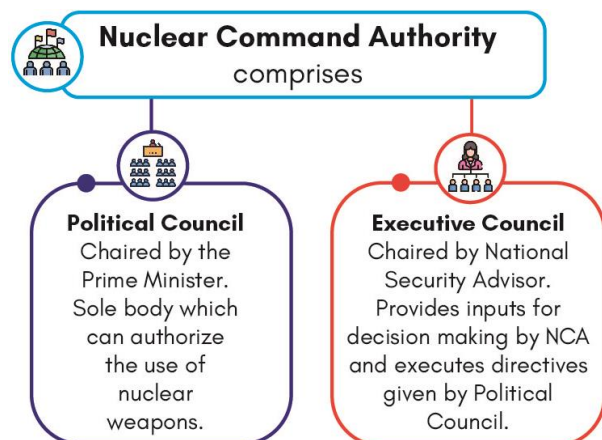 Nuclear Command Authority
comprises
Political Council
Chaired by the
Prime Minister.
Sole body which
can authorize
the use of
nuclear
weapons.
Executive Council
Chaired by National
Security Advisor.
Provides inputs for
decision making by NCA
and executes directives
given by Political
Council.